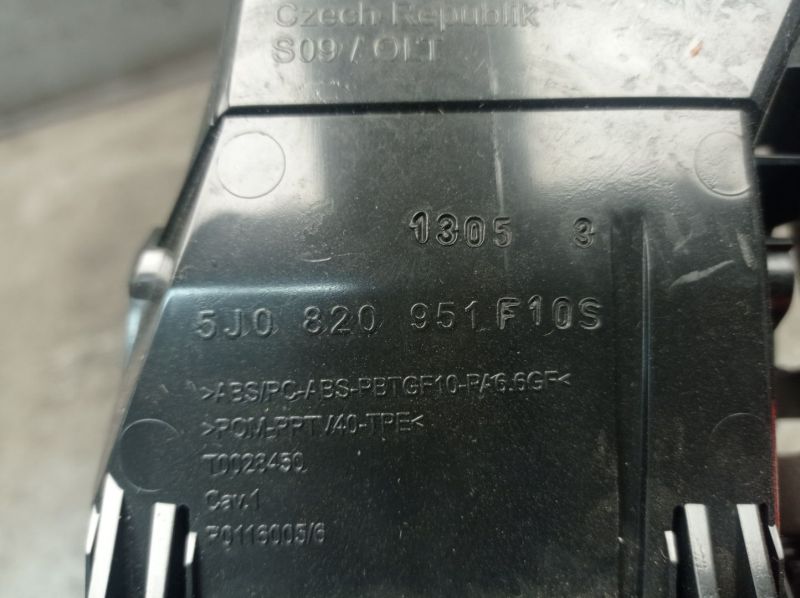 Czech Republik
S09 / OLT
1305 3
5J0 820 951 F10S
>ABS/PC-ABS-PBTGF10-PA6.6GF<
>POM-PPTV40-TPE<
T0028450
Cav.1
P0116005/6